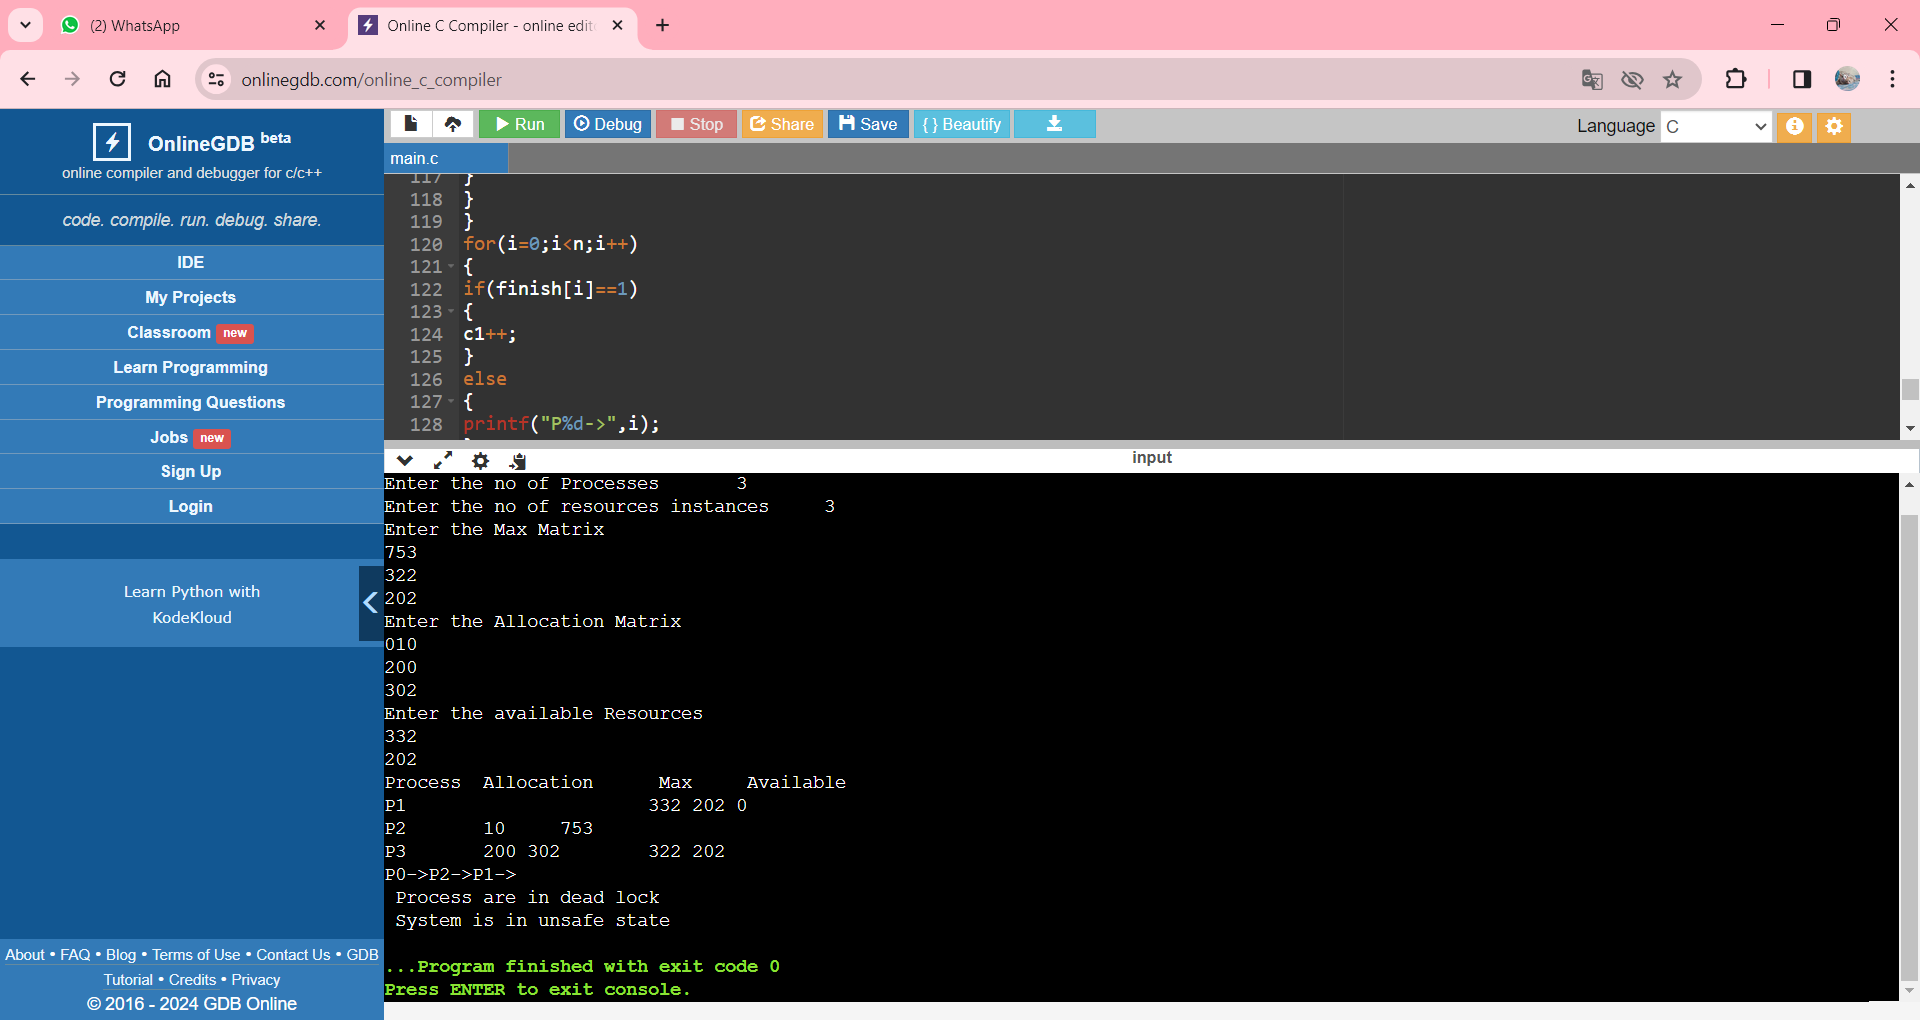 (2) WhatsApp
Online C Compiler - online edit
onlinegdb.com/online_c_compiler
OnlineGDB beta
online compiler and debugger for c/c++
code. compile. run. debug. share.
IDE
My Projects
Classroom new
Learn Programming
Programming Questions
Jobs new
Sign Up
Login
Learn Python with
KodeKloud
About • FAQ • Blog • Terms of Use • Contact Us • GDB
Tutorial • Credits • Privacy
© 2016 - 2024 GDB Online
Run Debug Stop Share Save { } Beautify
Language C
main.c
117 }
118 }
119 }
120 for(i=0;i<n;i++)
121 {
122 if(finish[i]==1)
123 {
124 c1++;
125 }
126 else
127 {
128 printf("P%d->",i);
input
Enter the no of Processes 3
Enter the no of resources instances 3
Enter the Max Matrix
753
322
202
Enter the Allocation Matrix
010
200
302
Enter the available Resources
332
202
Process Allocation Max Available
P1 332 202 0
P2 10 753
P3 200 302 322 202
P0->P2->P1->
Process are in dead lock
System is in unsafe state
...Program finished with exit code 0
Press ENTER to exit console.